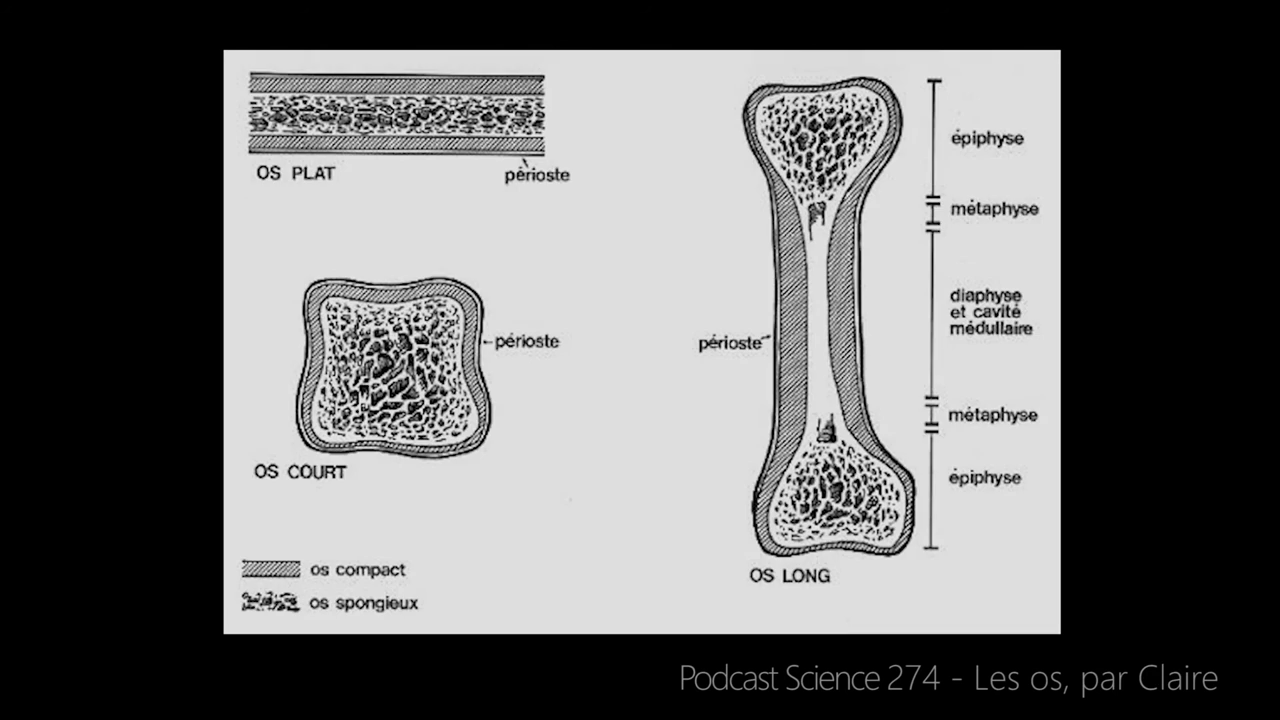 OS PLAT
périoste
périoste
OS COURT
os compact
os spongieux
épiphyse
métaphyse
diaphyse
et cavité
médullaire
périoste
métaphyse
épiphyse
OS LONG
Podcast Science 274 - Les os, par Claire